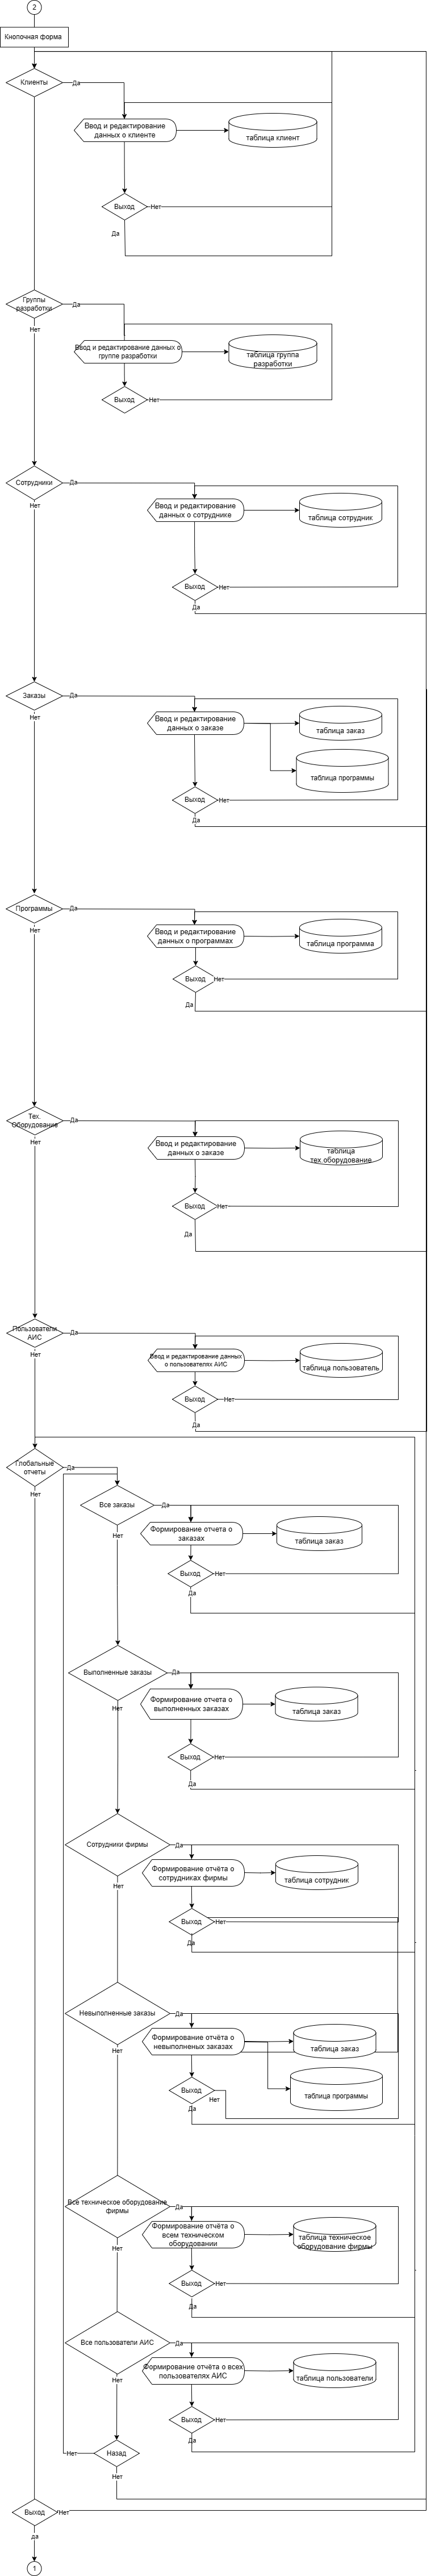 2
Кнопочная форма
Клиенты
Да
Ввод и редактирование
данных о клиенте
таблица клиент
Выход
Нет
Да
Группы
разработки
Да
Нет
Ввод и редактирование данных о
группе разработки
таблица группа
разработки
Выход
Нет
Сотрудники
Да
Нет
Ввод и редактирование
данных о сотруднике
таблица сотрудник
Выход
Нет
Да
Заказы
Да
Нет
Ввод и редактирование
данных о заказе
таблица заказ
таблица программы
Выход
Нет
Да
Программы
Да
Нет
Ввод и редактирование
данных о программах
таблица программа
Выход
Нет
Да
Тех.
Оборудование
Да
Нет
Ввод и редактирование
данных о заказе
таблица
тех.оборудование
Выход
Нет
Да
Пользователи
АИС
Да
Нет
Ввод и редактирование данных
о пользователях АИС
таблица пользователь
Выход
Нет
Да
Глобальные
отчеты
Да
Нет
Все заказы
Да
Нет
Формирование отчета о
заказах
таблица заказ
Выход
Нет
Да
Выполненные заказы
Да
Нет
Формирование отчета о
выполненных заказах
таблица заказ
Выход
Нет
Да
Сотрудники фирмы
Да
Нет
Формирование отчёта о
сотрудниках фирмы
таблица сотрудник
Выход
Нет
Да
Невыполненные заказы
Да
Нет
Формирование отчёта о
невыполненых заказах
таблица заказ
таблица программы
Выход
Нет
Да
Все техническое оборудование
фирмы
Да
Нет
Формирование отчёта о
всем техническом
оборудовании
таблица техническое
оборудование фирмы
Выход
Нет
Да
Все пользователи АИС
Да
Нет
Формирование отчёта о всех
пользователях АИС
таблица пользователи
Выход
Нет
Да
Назад
Нет
Нет
Выход
Нет
да
1